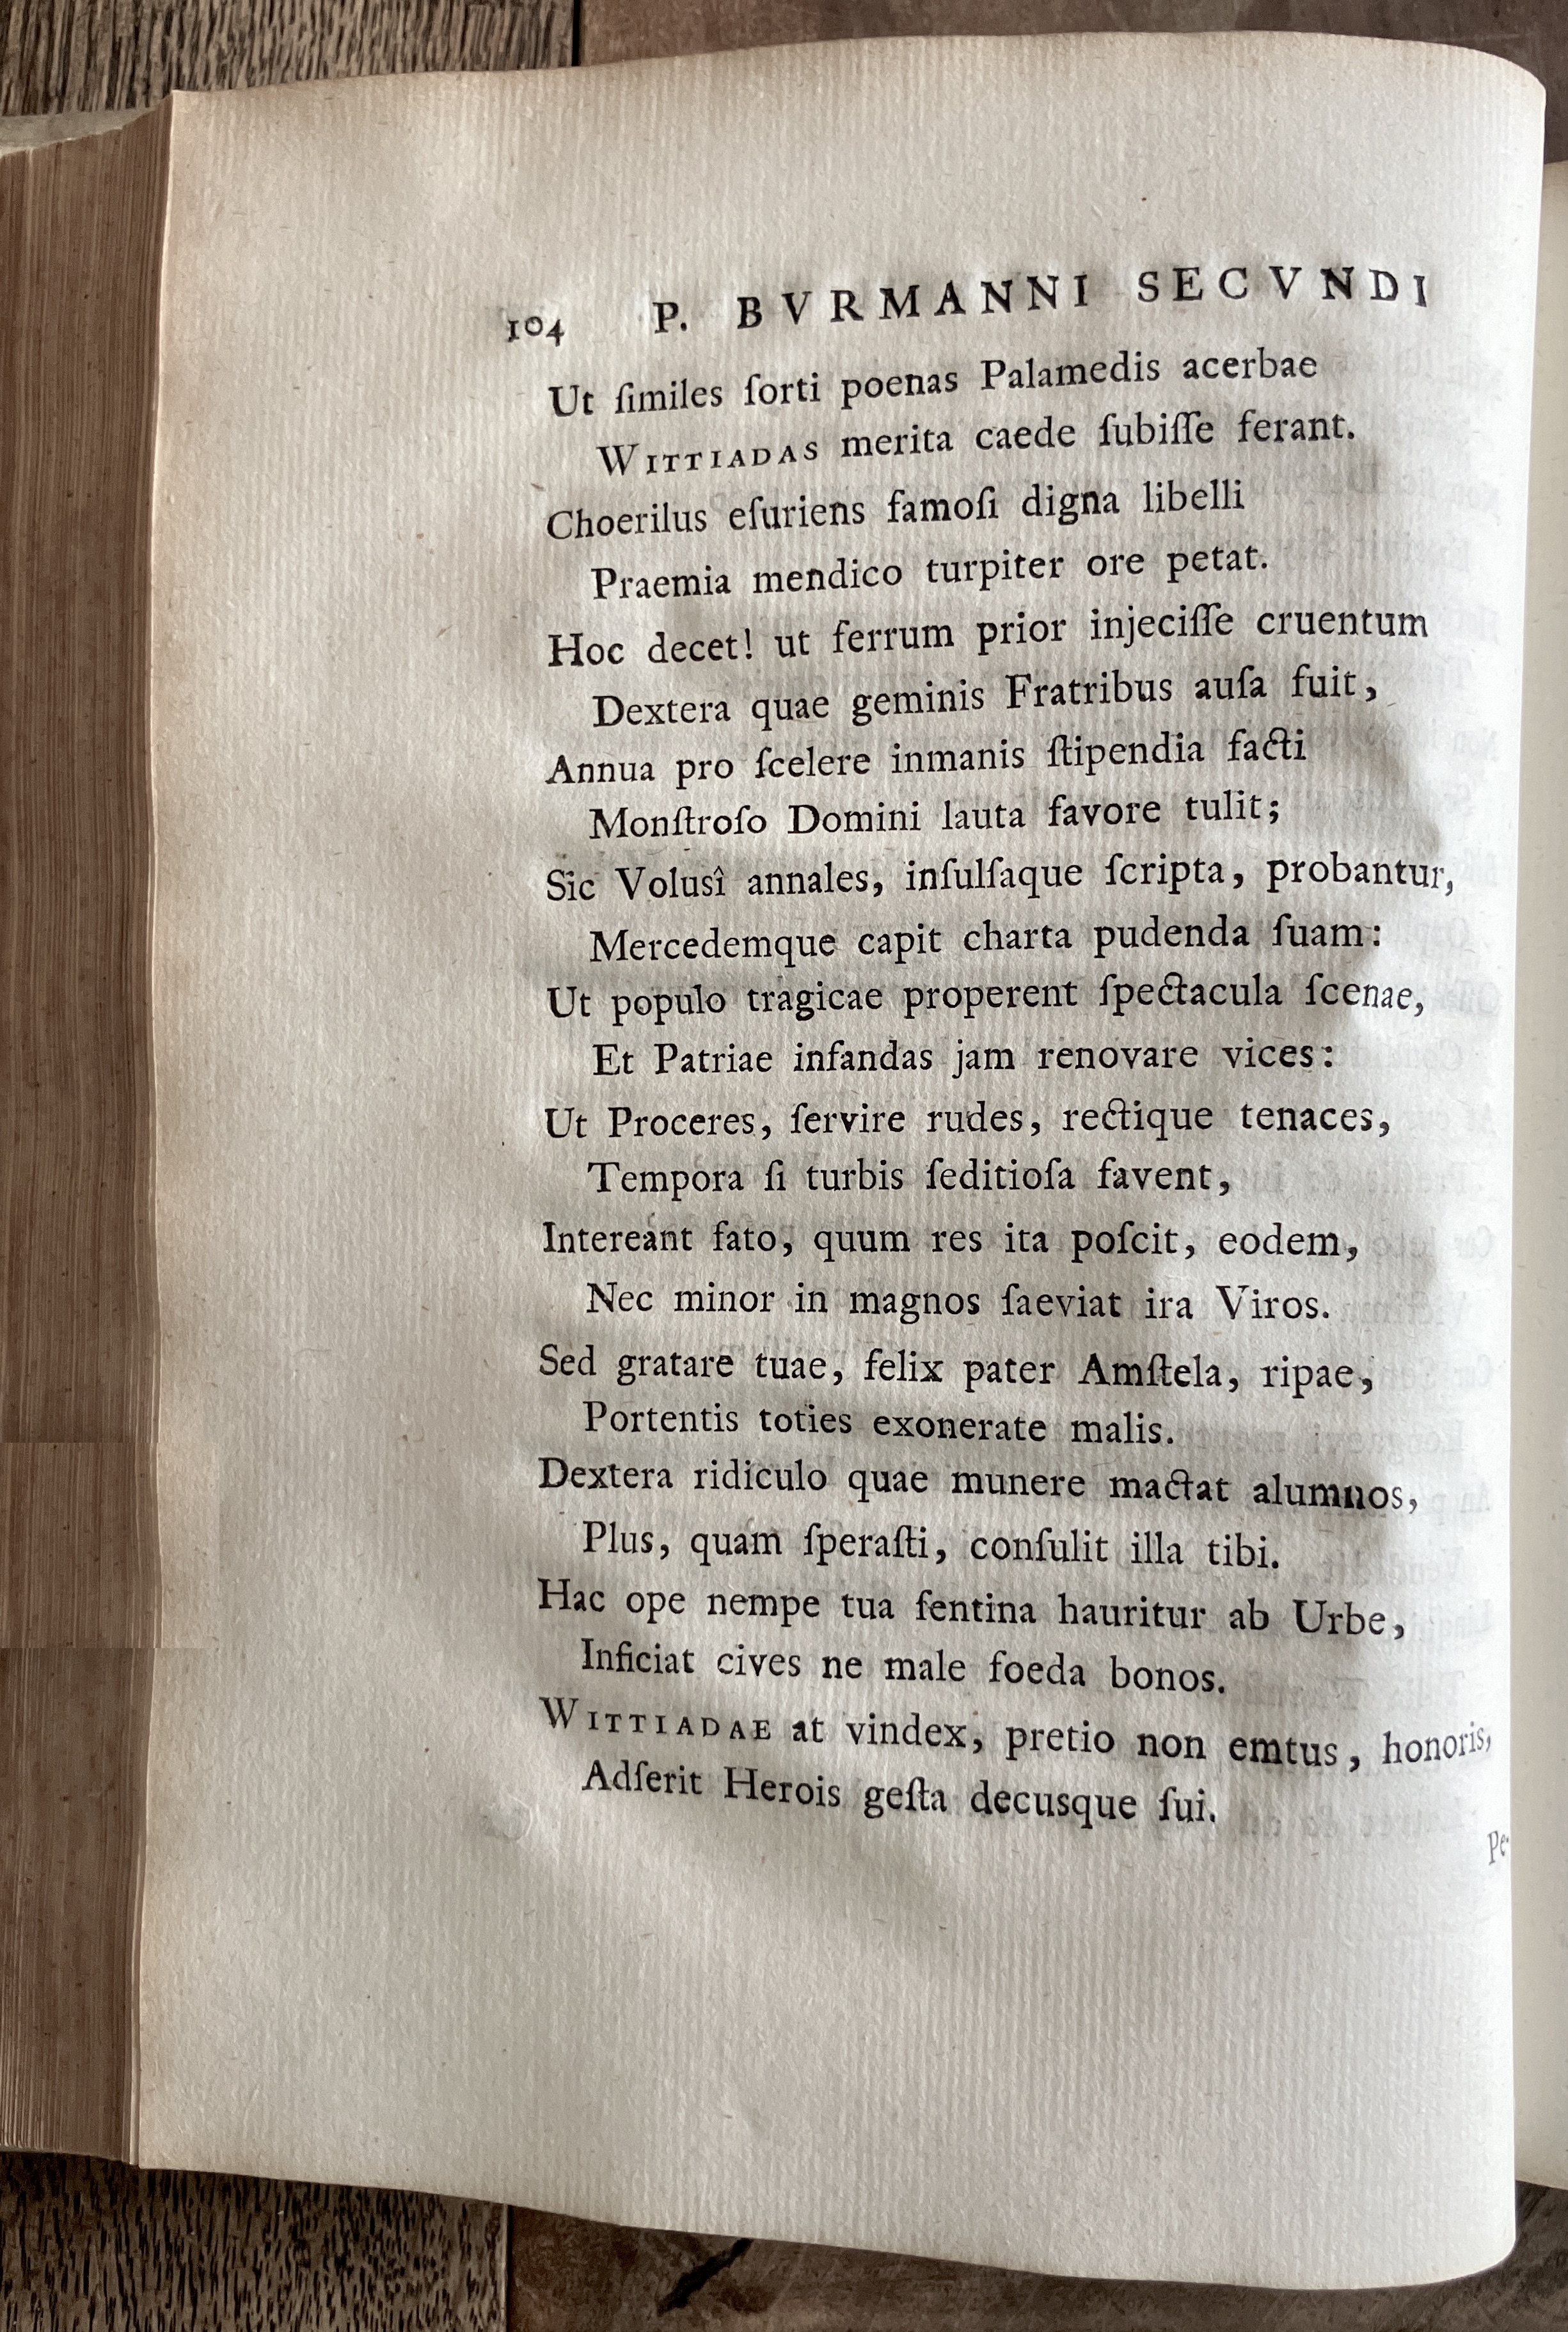 104 P. BVRMANNI SECVNDI
Ut ſimiles ſorti poenas Palamedis acerbae
WITTIADAS merita caede ſubiſſe ferant.
Choerilus eſuriens famoſi digna libelli
Praemia mendico turpiter ore petat.
Hoc decet! ut ferrum prior injeciſſe cruentum
Dextera quae geminis Fratribus auſa fuit,
Annua pro ſcelere inmanis ſtipendia facti
Monſtroſo Domini lauta favore tulit;
Sic Volusî annales, inſulſaque ſcripta, probantur,
Mercedemque capit charta pudenda ſuam:
Ut populo tragicae properent ſpectacula ſcenae,
Et Patriae infandas jam renovare vices:
Ut Proceres, ſervire rudes, rectique tenaces,
Tempora ſi turbis ſeditioſa favent,
Intereant fato, quum res ita poſcit, eodem,
Nec minor in magnos ſaeviat ira Viros.
Sed gratare tuae, felix pater Amſtela, ripae,
Portentis toties exonerate malis.
Dextera ridiculo quae munere mactat alumnos,
Plus, quam ſperaſti, conſulit illa tibi.
Hac ope nempe tua ſentina hauritur ab Urbe,
Inficiat cives ne male foeda bonos.
WITTIADAE at vindex, pretio non emtus, honoris,
Adſerit Herois geſta decusque ſui.
Pe-